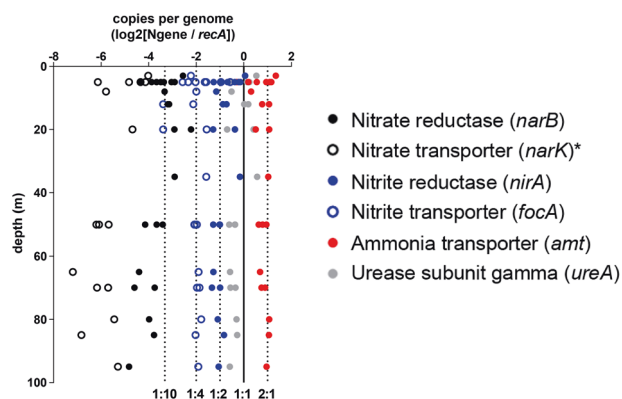 copies per genome
(log2[Ngene / recA])
-8 -6 -4 -2 0 2
0
20
40
60
80
100
depth (m)
1:10 1:4 1:2 1:1 2:1
Nitrate reductase (narB)
Nitrate transporter (narK)*
Nitrite reductase (nirA)
Nitrite transporter (focA)
Ammonia transporter (amt)
Urease subunit gamma (ureA)